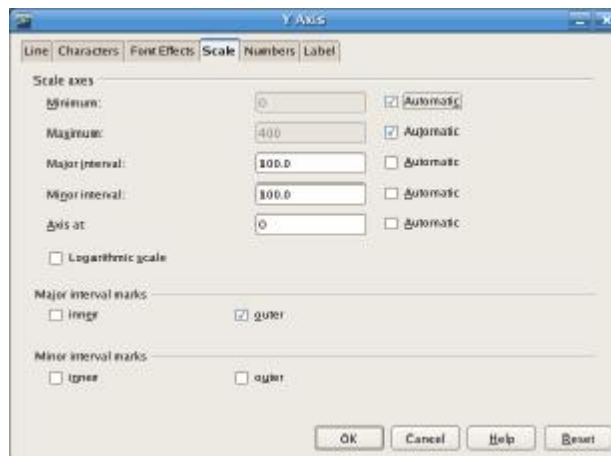 Y Axis
Line Characters Font Effects Scale Numbers Label
Scale axes
Minimum: 0 Automatic
Maximum: 400 Automatic
Major interval: 100.0 Automatic
Minor interval: 100.0 Automatic
Axis at 0 Automatic
Logarithmic scale
Major interval marks
inner outer
Minor interval marks
inner outer
OK Cancel Help Reset